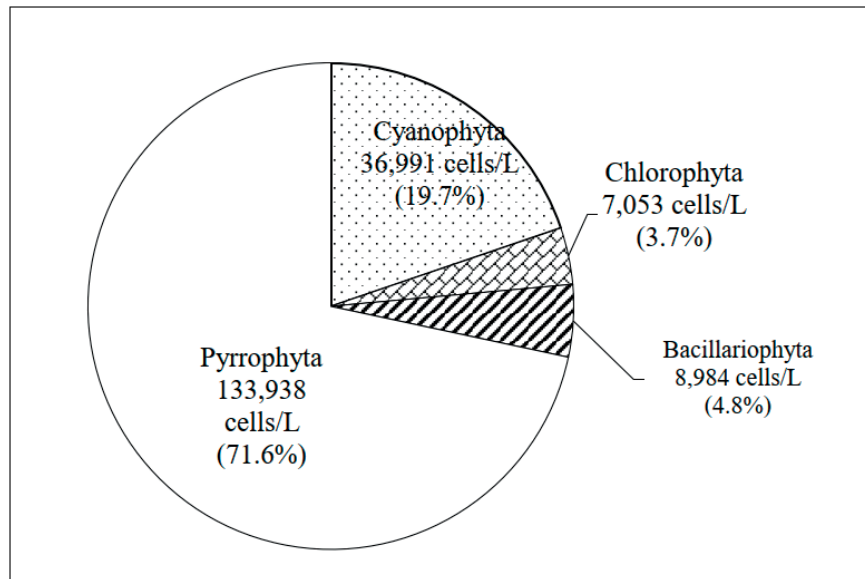 Cyanophyta
36,991 cells/L
(19.7%)
Chlorophyta
7,053 cells/L
(3.7%)
Bacillariophyta
8,984 cells/L
(4.8%)
Pyrrophyta
133,938
cells/L
(71.6%)